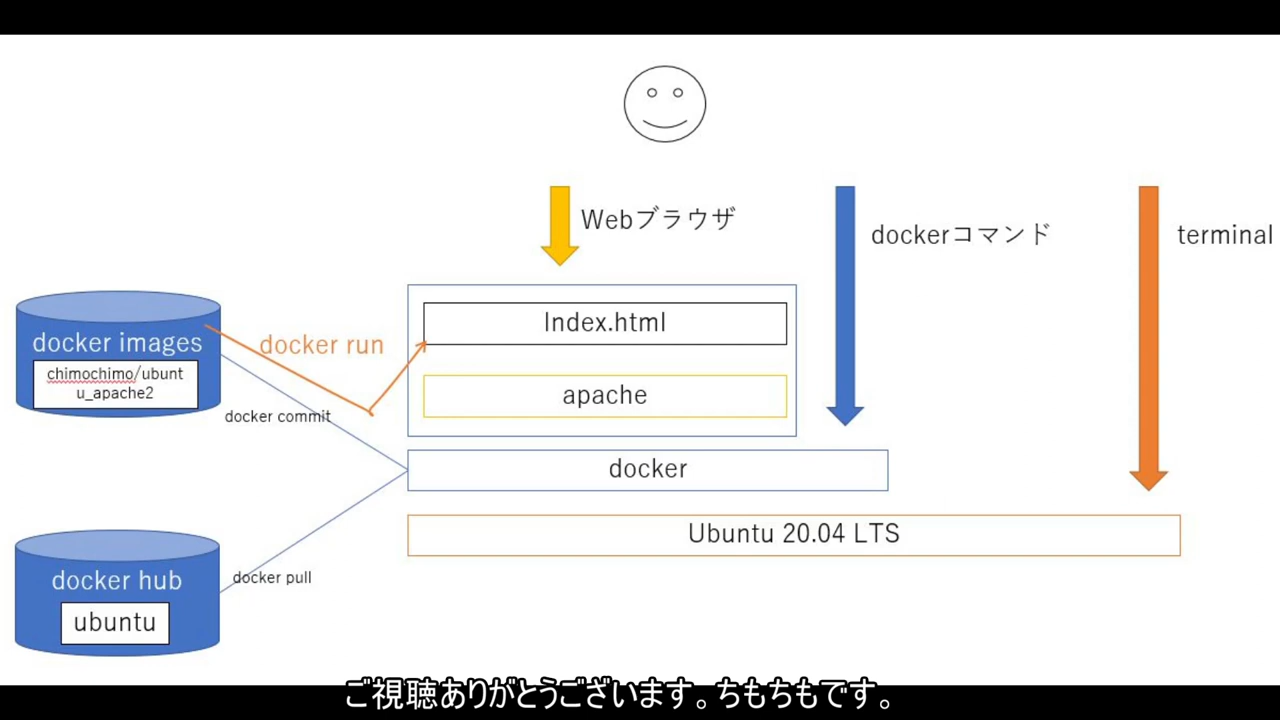 Webブラウザ
dockerコマンド
terminal
Index.html
docker images
docker run
chimochimo/ubunt
u_apache2
apache
docker commit
docker
Ubuntu 20.04 LTS
docker hub
docker pull
ubuntu
ご視聴ありがとうございます。ちもちもです。